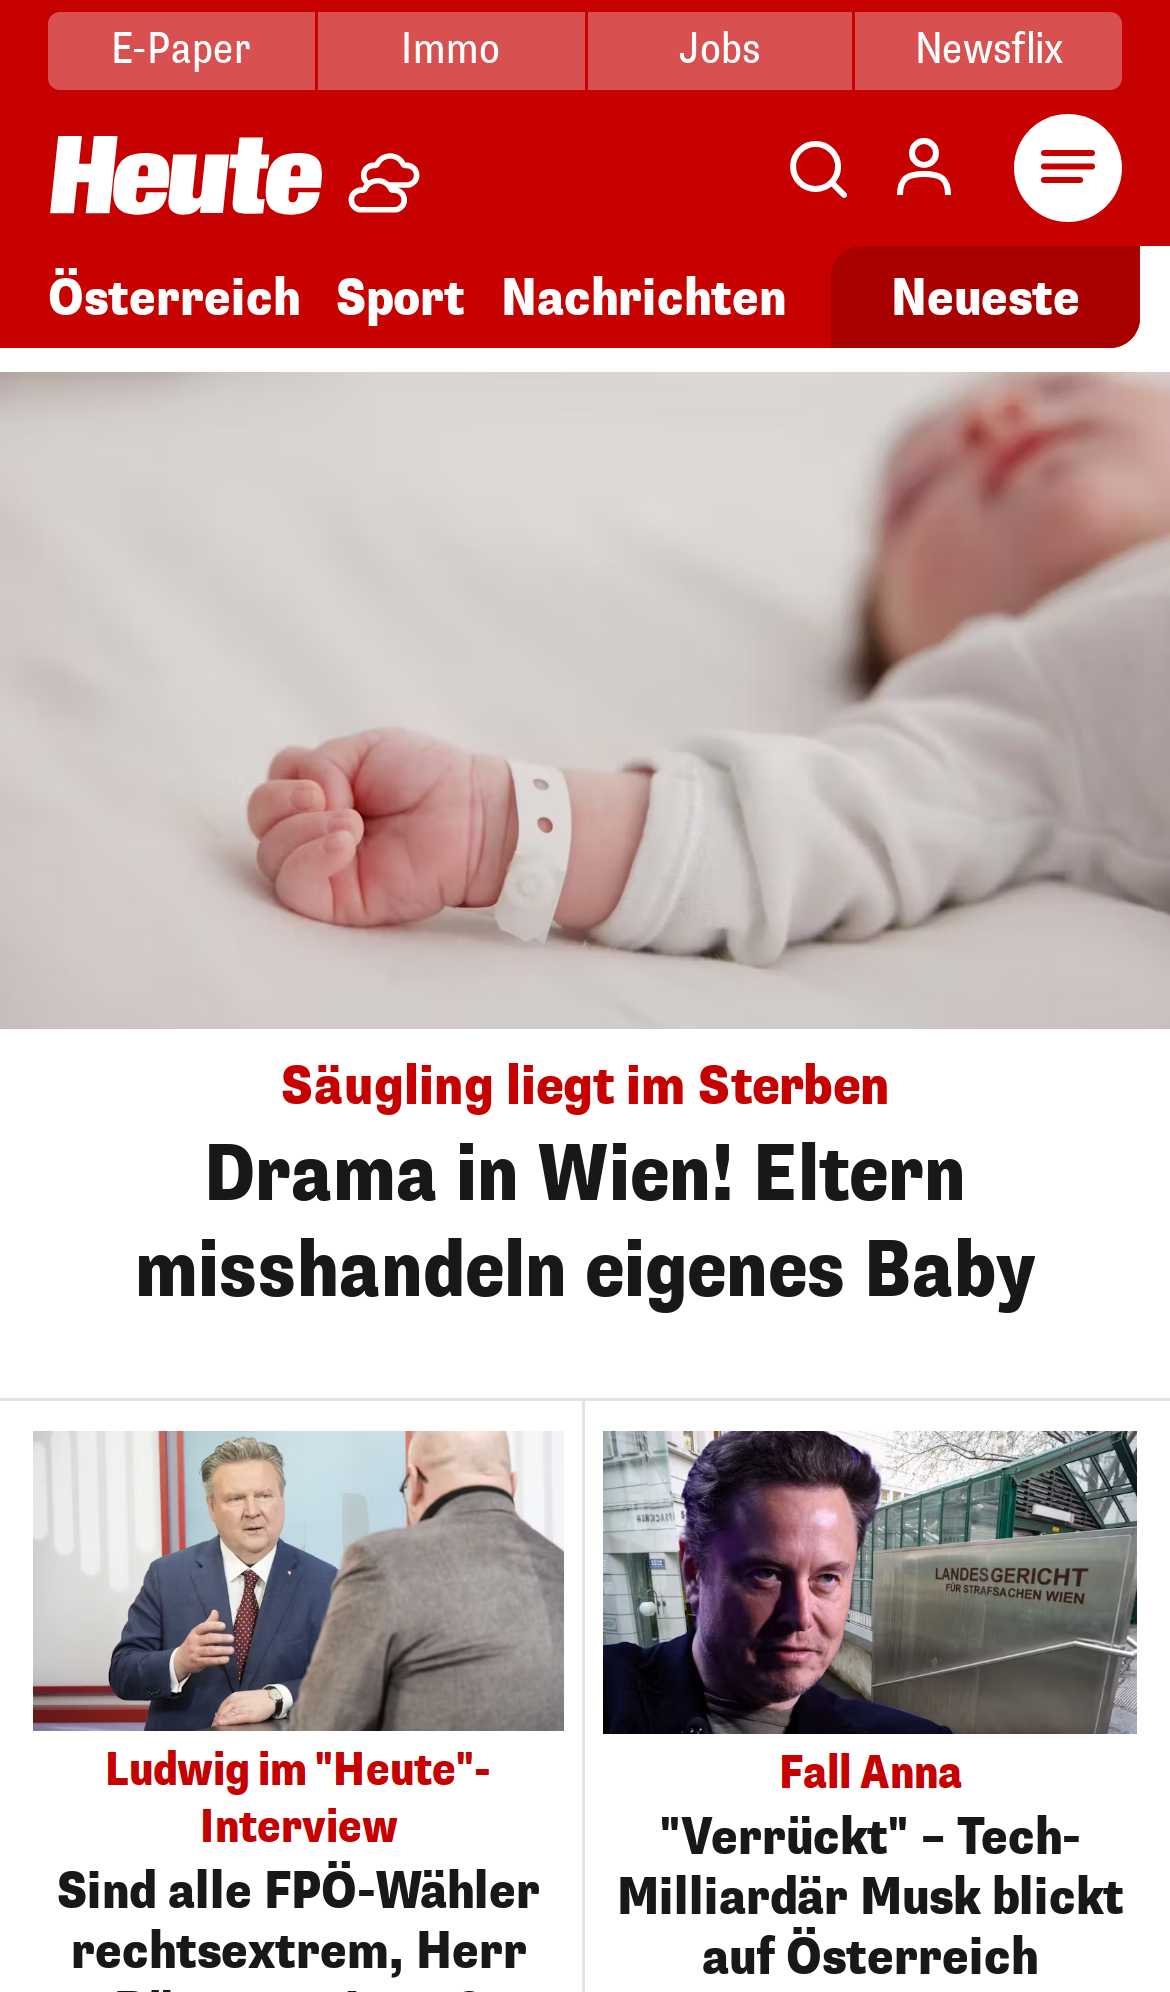 E-Paper
Immo
Jobs
Newsflix
Heute
Österreich
Sport
Nachrichten
Neueste
Säugling liegt im Sterben
Drama in Wien! Eltern
misshandeln eigenes Baby
Ludwig im "Heute"-
Interview
Sind alle FPÖ-Wähler
rechtsextrem, Herr
LANDESGERICHT
FÜR STRAFSACHEN WIEN
Fall Anna
"Verrückt" – Tech-
Milliardär Musk blickt
auf Österreich